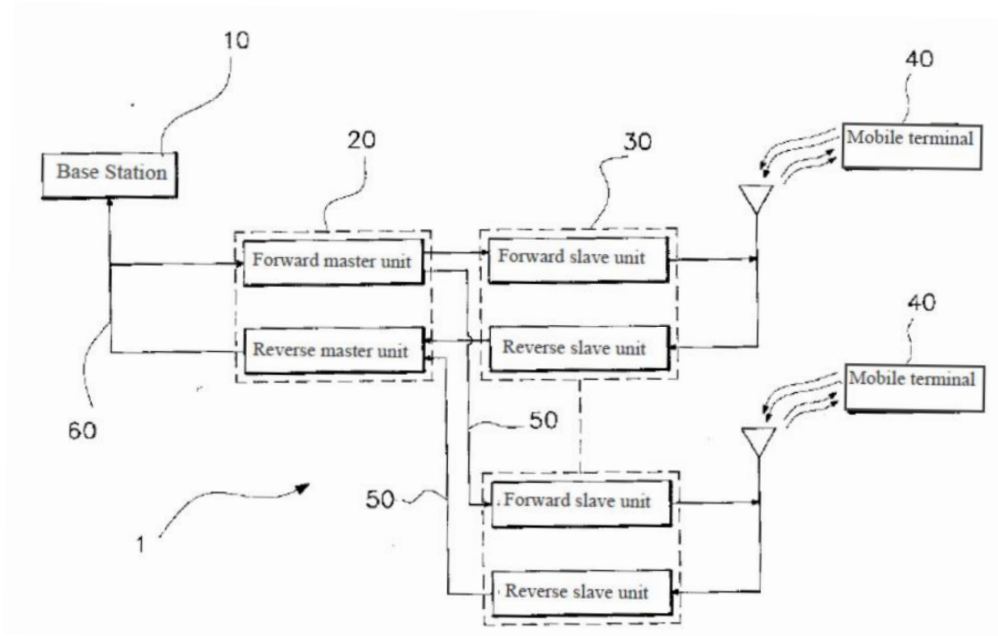 10
40
Mobile terminal
20
30
Base Station
Forward master unit
Forward slave unit
Reverse master unit
Reverse slave unit
40
Mobile terminal
60
50
50
Forward slave unit
1
Reverse slave unit